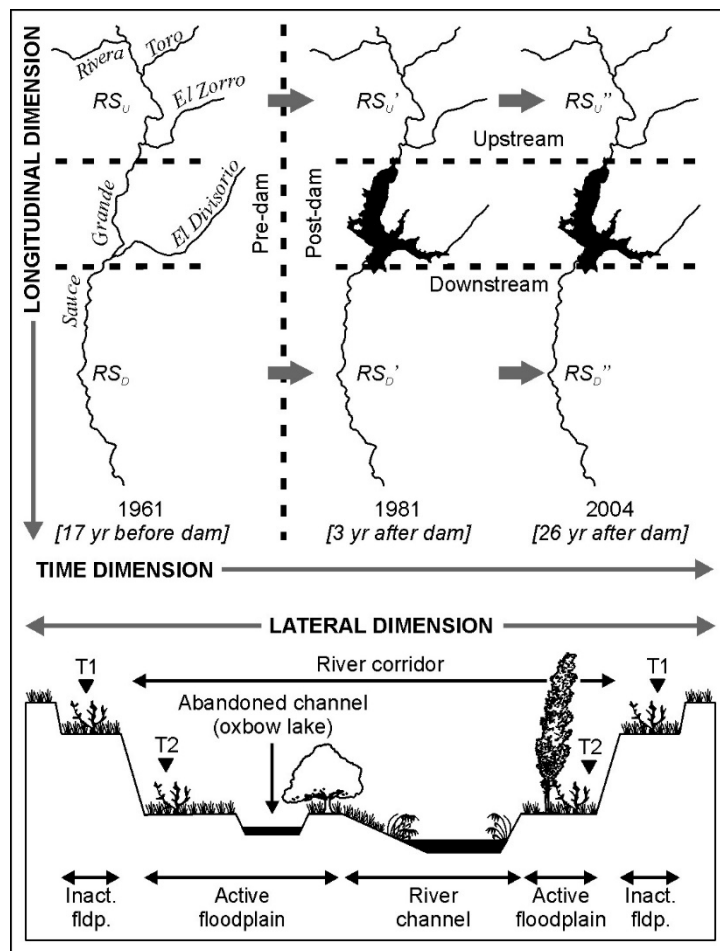 LONGITUDINAL DIMENSION
Rivera
Toro
El Zorro
RS_U
RS_U'
RS_U''
Upstream
Grande
El Divisorio
Pre-dam
Post-dam
Downstream
Sauce
RS_D
RS_D'
RS_D''
1961
[17 yr before dam]
1981
[3 yr after dam]
2004
[26 yr after dam]
TIME DIMENSION
LATERAL DIMENSION
T1
River corridor
T1
Abandoned channel
(oxbow lake)
T2
T2
Inact.
fldp.
Active
floodplain
River
channel
Active
floodplain
Inact.
fldp.